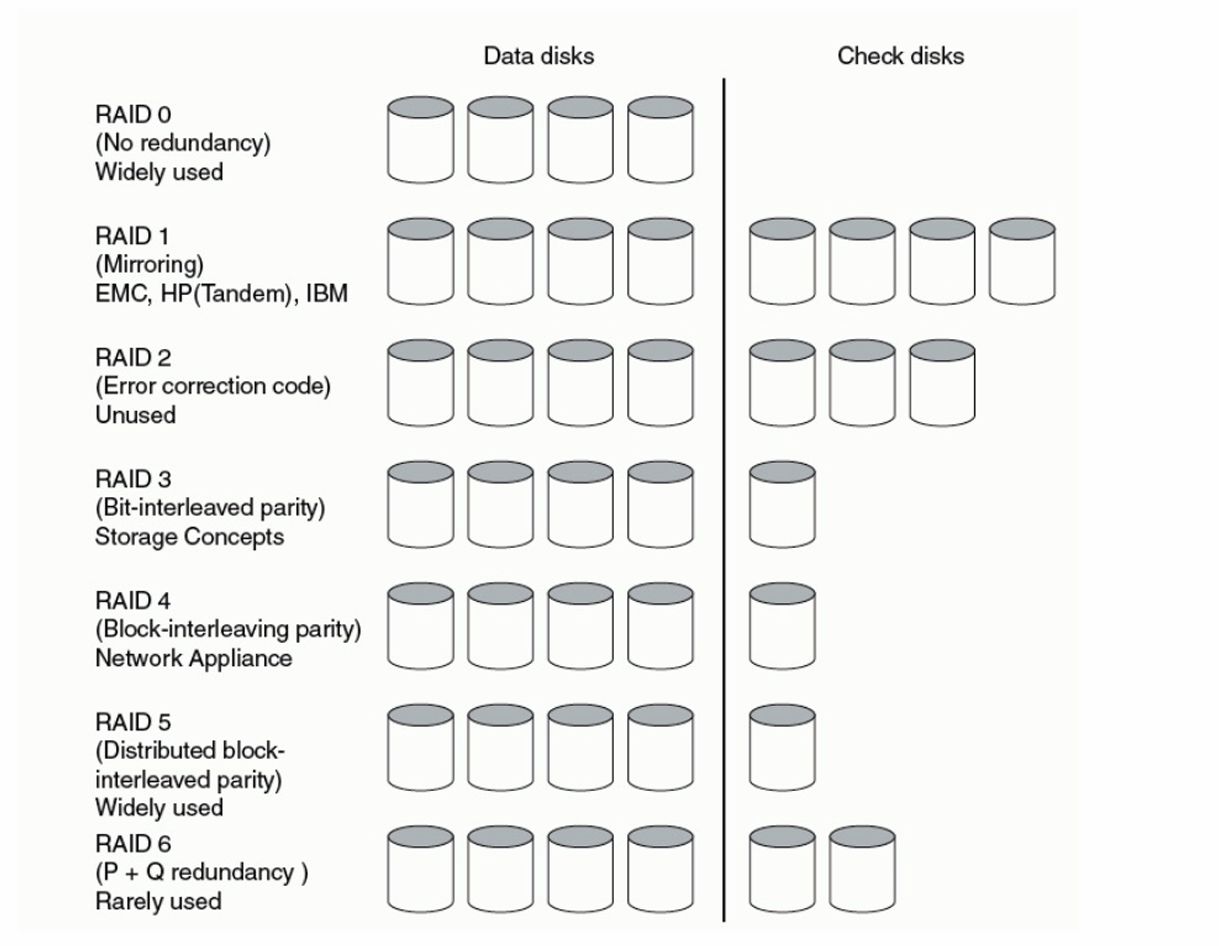 Data disks
Check disks
RAID 0
(No redundancy)
Widely used
RAID 1
(Mirroring)
EMC, HP(Tandem), IBM
RAID 2
(Error correction code)
Unused
RAID 3
(Bit-interleaved parity)
Storage Concepts
RAID 4
(Block-interleaving parity)
Network Appliance
RAID 5
(Distributed block-
interleaved parity)
Widely used
RAID 6
(P + Q redundancy )
Rarely used